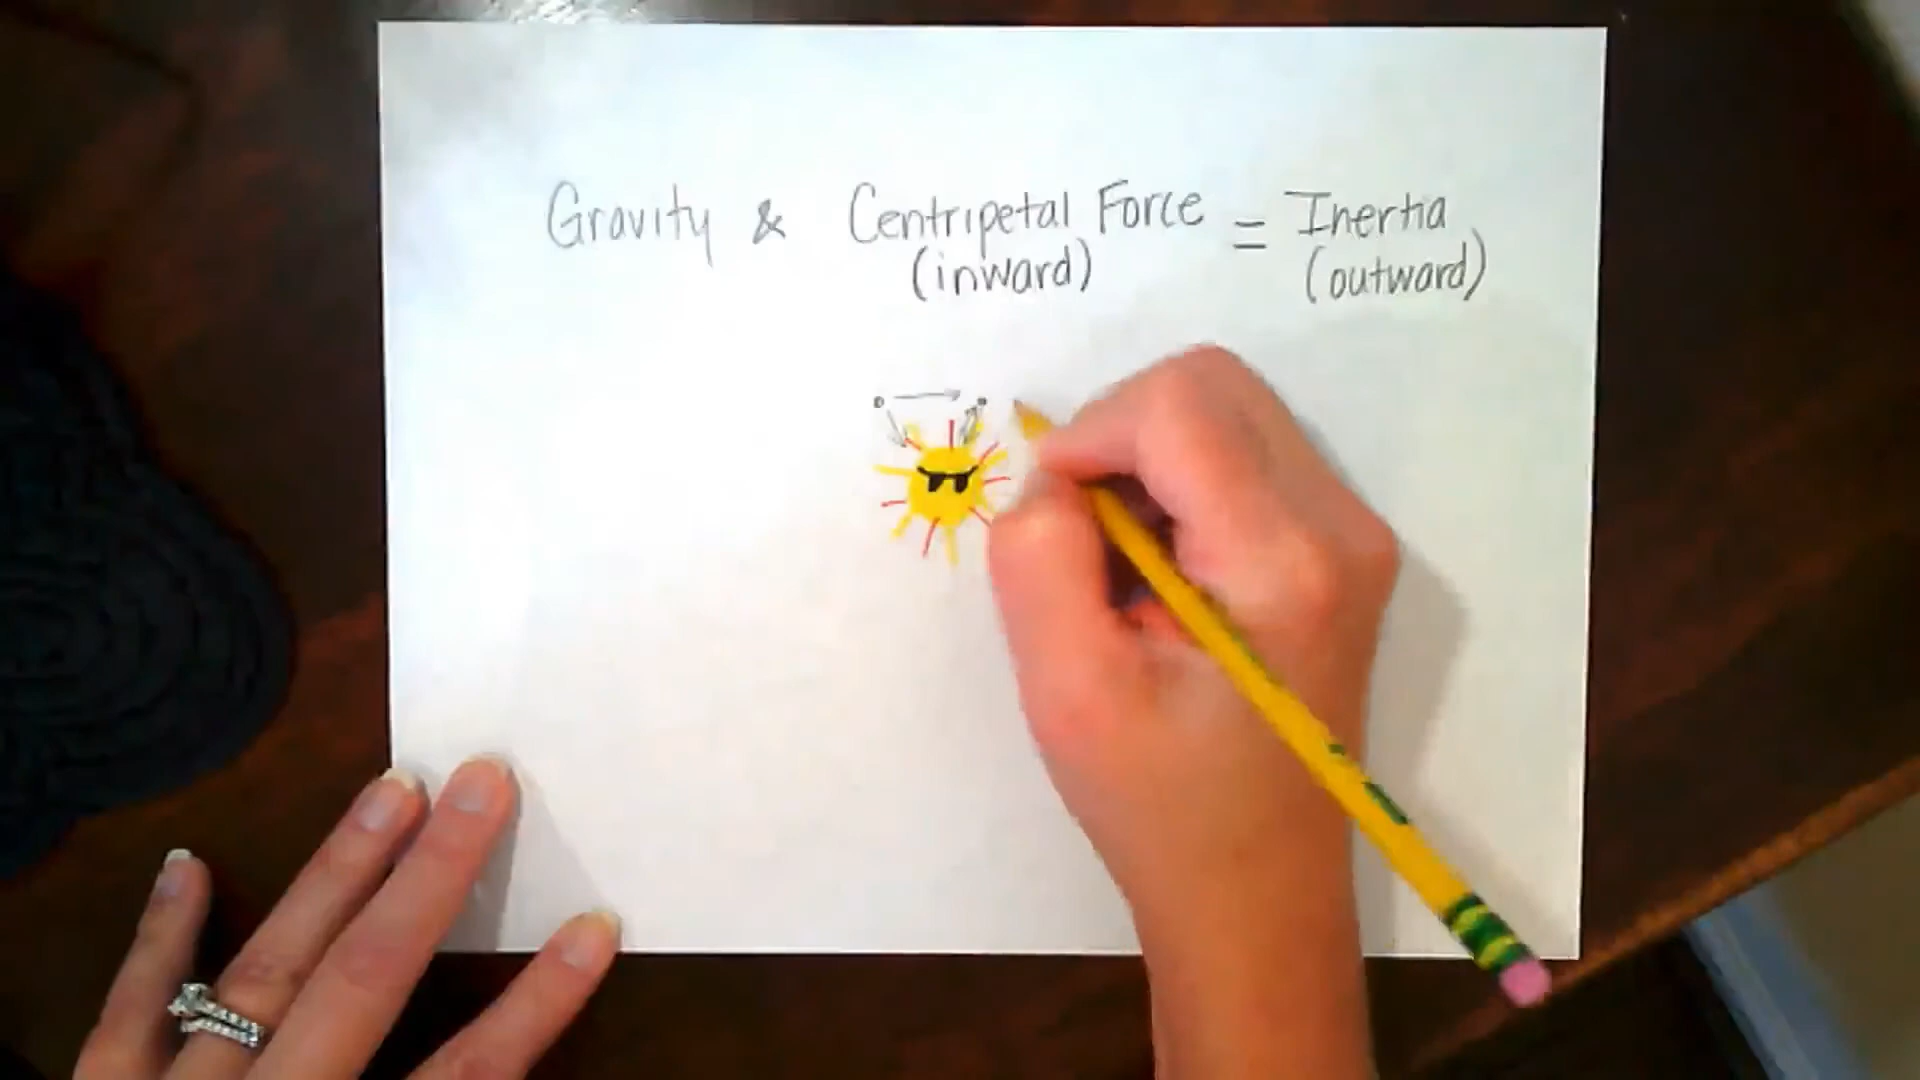 Gravity & Centripetal Force = Inertia
(inward) (outward)